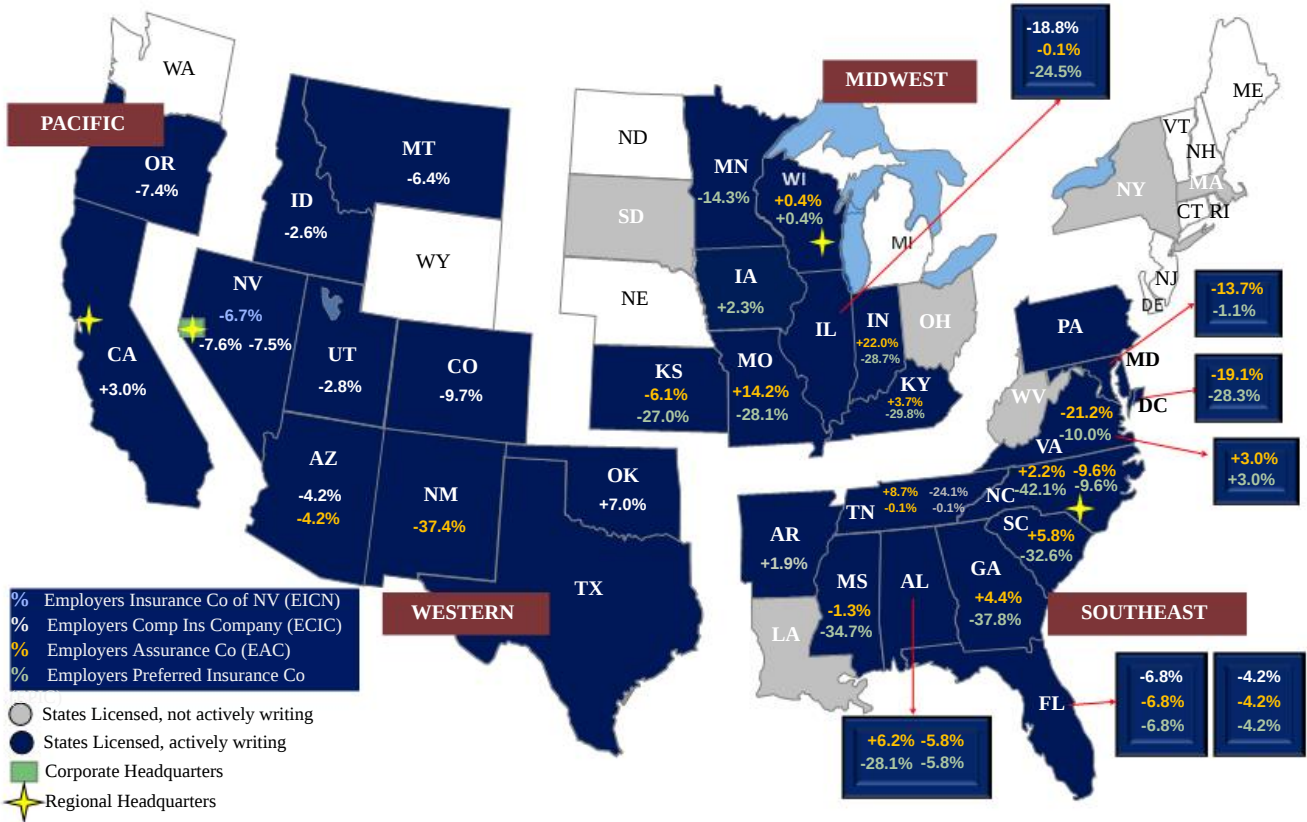 WA
PACIFIC
OR
-7.4%
MT
-6.4%
ID
-2.6%
WY
NV
-6.7%
-7.6% -7.5%
CA
+3.0%
UT
-2.8%
CO
-9.7%
AZ
-4.2%
-4.2%
NM
-37.4%
OK
+7.0%
TX
WESTERN
MIDWEST
ND
SD
NE
MN
-14.3%
WI
+0.4%
+0.4%
MI
IA
+2.3%
IL
-18.8%
-0.1%
-24.5%
IN
+22.0%
-28.7%
OH
KS
-6.1%
-27.0%
MO
+14.2%
-28.1%
KY
+3.7%
-29.8%
ME
VT
NH
NY
MA
CT RI
NJ
DE
PA
MD
-13.7%
-1.1%
DC
-19.1%
-28.3%
WV
-21.2%
-10.0%
VA
+3.0%
+3.0%
TN
+8.7% -24.1%
-0.1% -0.1%
NC
+2.2% -9.6%
-42.1% -9.6%
SC
+5.8%
-32.6%
AR
+1.9%
MS
-1.3%
-34.7%
AL
+6.2% -5.8%
-28.1% -5.8%
GA
+4.4%
-37.8%
SOUTHEAST
LA
FL
-6.8% -4.2%
-6.8% -4.2%
-6.8% -4.2%
% Employers Insurance Co of NV (EICN)
% Employers Comp Ins Company (ECIC)
% Employers Assurance Co (EAC)
% Employers Preferred Insurance Co
States Licensed, not actively writing
States Licensed, actively writing
Corporate Headquarters
Regional Headquarters